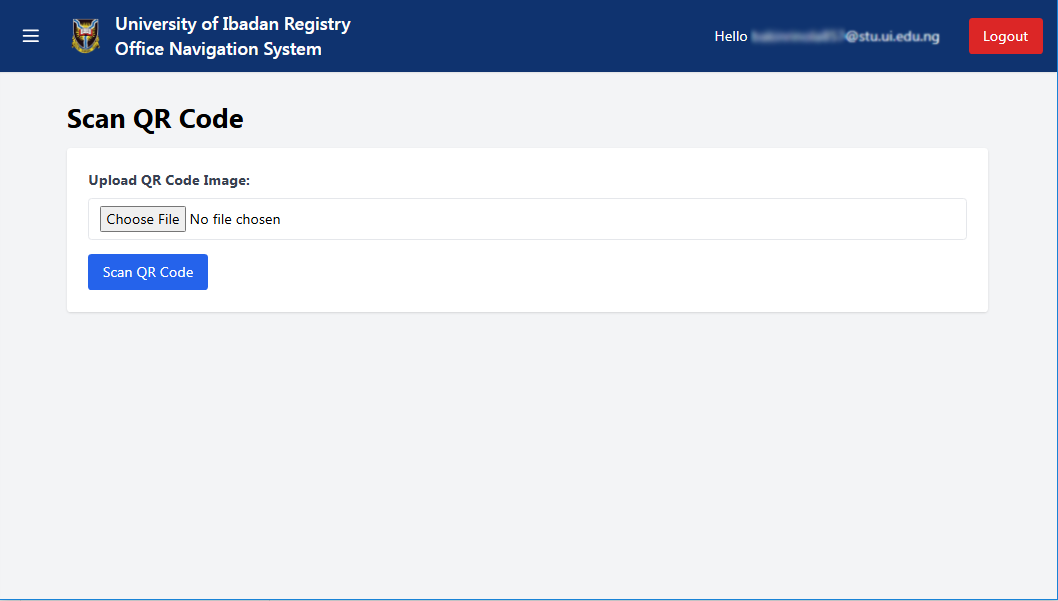 University of Ibadan Registry
Office Navigation System
Hello @stu.ui.edu.ng
Logout
Scan QR Code
Upload QR Code Image:
Choose File No file chosen
Scan QR Code